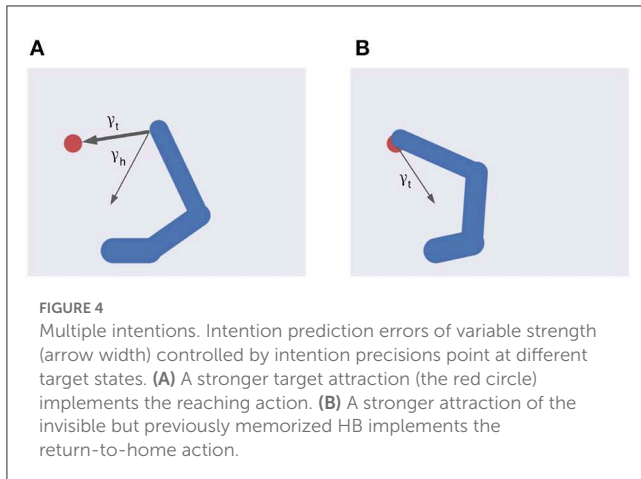 A
B
γt
γh
γt
FIGURE 4
Multiple intentions. Intention prediction errors of variable strength
(arrow width) controlled by intention precisions point at different
target states. (A) A stronger target attraction (the red circle)
implements the reaching action. (B) A stronger attraction of the
invisible but previously memorized HB implements the
return-to-home action.